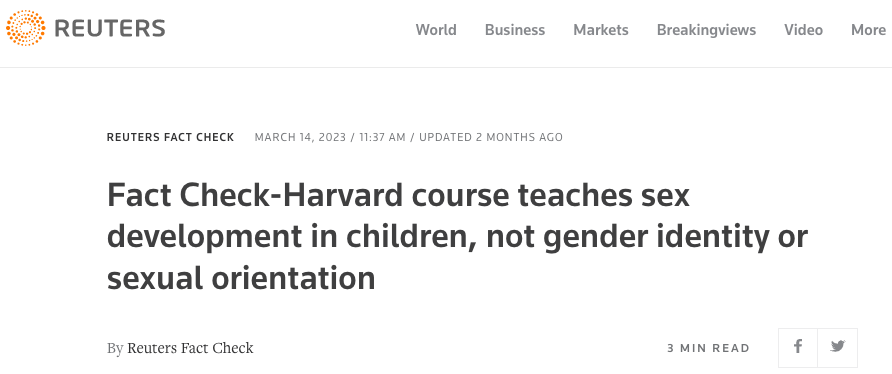 REUTERS
World Business Markets Breakingviews Video More
REUTERS FACT CHECK MARCH 14, 2023 / 11:37 AM / UPDATED 2 MONTHS AGO
Fact Check-Harvard course teaches sex
development in children, not gender identity or
sexual orientation
By Reuters Fact Check
3 MIN READ